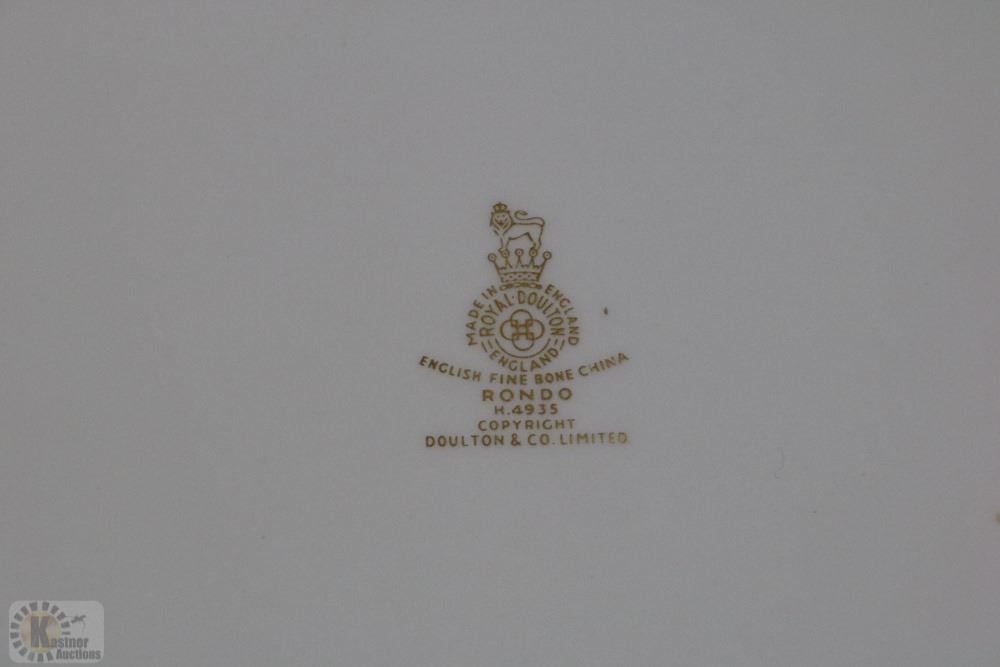 MADE IN ENGLAND
ROYAL·DOULTON
ENGLAND
ENGLISH FINE BONE CHINA
RONDO
H.4935
COPYRIGHT
DOULTON & CO. LIMITED
Kastner
Auctions